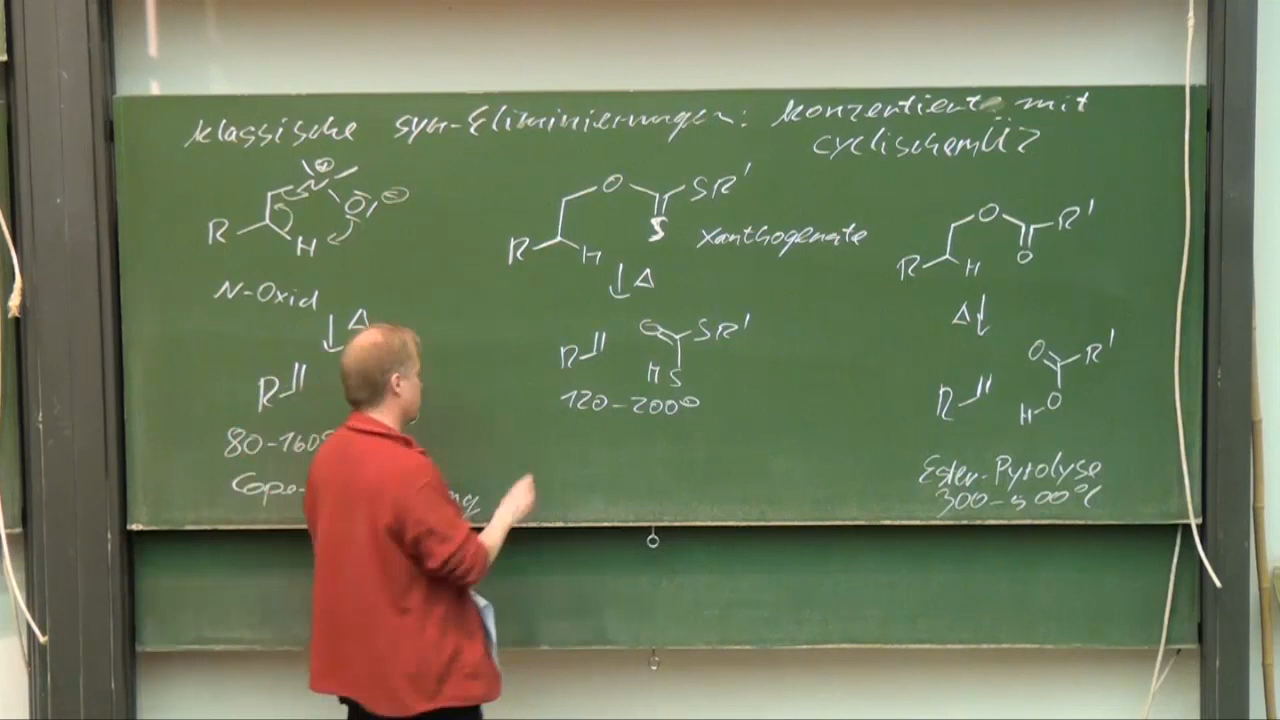 klassische syn-Eliminierungen: konzertiert mit
cyclischem ÜZ
⊕
N
O ⊖
R
H
N-Oxid
Δ
R
80-160°
Cope-
O
SR'
S
R
H
Xanthogenate
Δ
R
O
SR'
H S
120-200°
O
R'
O
R
H
Δ
R
O
R'
H-O
Ester-Pyrolyse
300-500°C